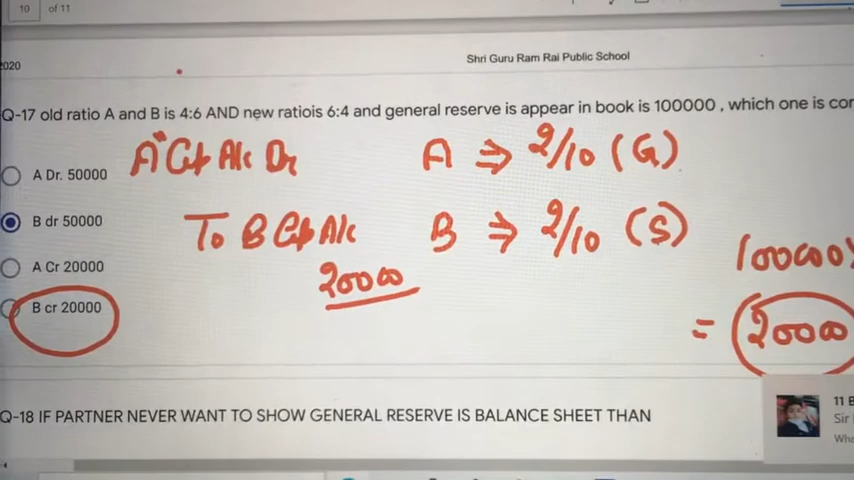 10 of 11
2020
Shri Guru Ram Rai Public School
Q-17 old ratio A and B is 4:6 AND new ratiois 6:4 and general reserve is appear in book is 100000 , which one is cor
A Dr. 50000
B dr 50000
A Cr 20000
B cr 20000
A Cap A/c Dr
To B Cap A/c
20000
A ⇒ 2/10 (G)
B ⇒ 2/10 (S)
100000
= 20000
Q-18 IF PARTNER NEVER WANT TO SHOW GENERAL RESERVE IS BALANCE SHEET THAN
11 B
Sir
Wha